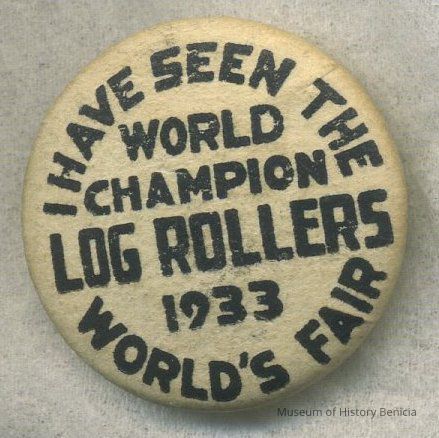 I HAVE SEEN THE
WORLD
CHAMPION
LOG ROLLERS
1933
WORLD'S FAIR
Museum of History Benicia